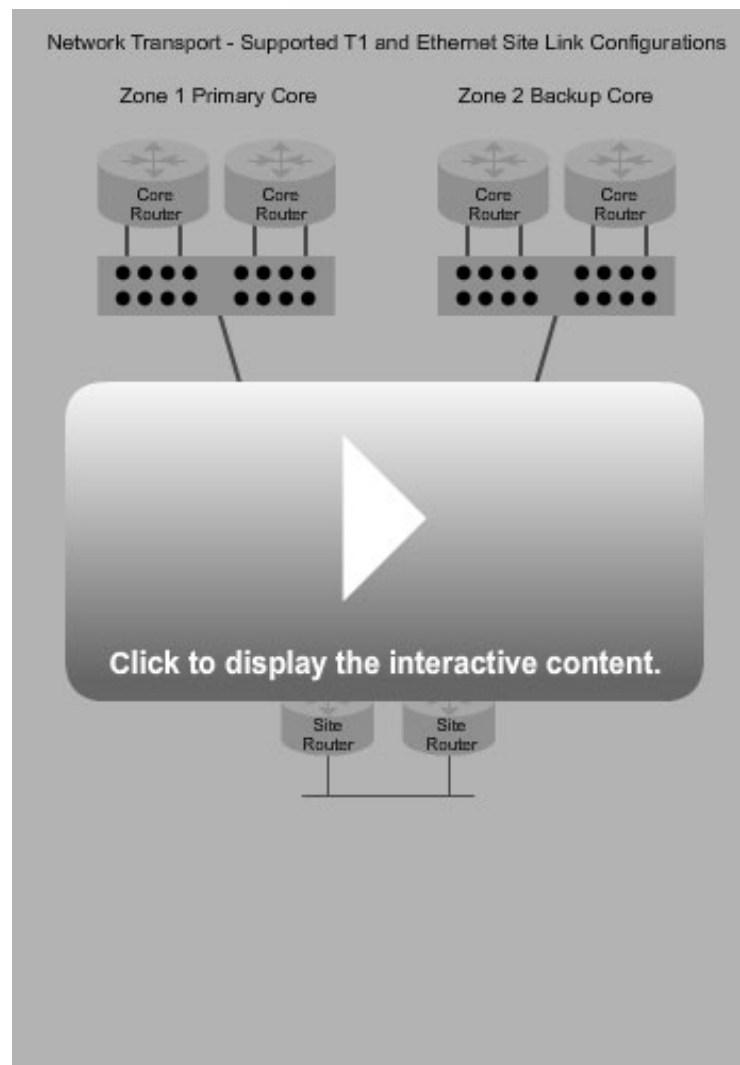 Network Transport - Supported T1 and Ethernet Site Link Configurations
Zone 1 Primary Core
Zone 2 Backup Core
Core
Router
Core
Router
Core
Router
Core
Router
Click to display the interactive content.
Site
Router
Site
Router